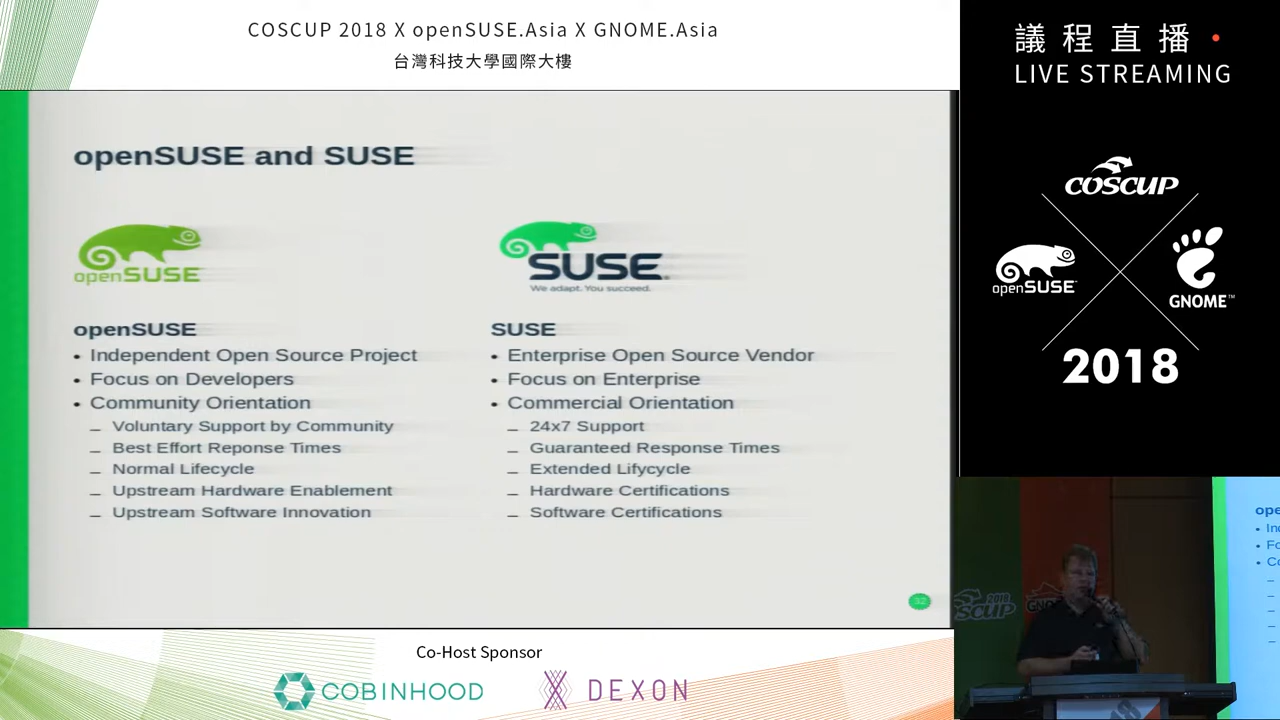 COSCUP 2018 X openSUSE.Asia X GNOME.Asia
台灣科技大學國際大樓
議程直播
LIVE STREAMING
openSUSE and SUSE
openSUSE
SUSE
We adapt. You succeed.
openSUSE
• Independent Open Source Project
• Focus on Developers
• Community Orientation
– Voluntary Support by Community
– Best Effort Reponse Times
– Normal Lifecycle
– Upstream Hardware Enablement
– Upstream Software Innovation
SUSE
• Enterprise Open Source Vendor
• Focus on Enterprise
• Commercial Orientation
– 24x7 Support
– Guaranteed Response Times
– Extended Lifycycle
– Hardware Certifications
– Software Certifications
32
COSCUP
openSUSE
GNOME™
2018
Co-Host Sponsor
COBINHOOD
DEXON
2018